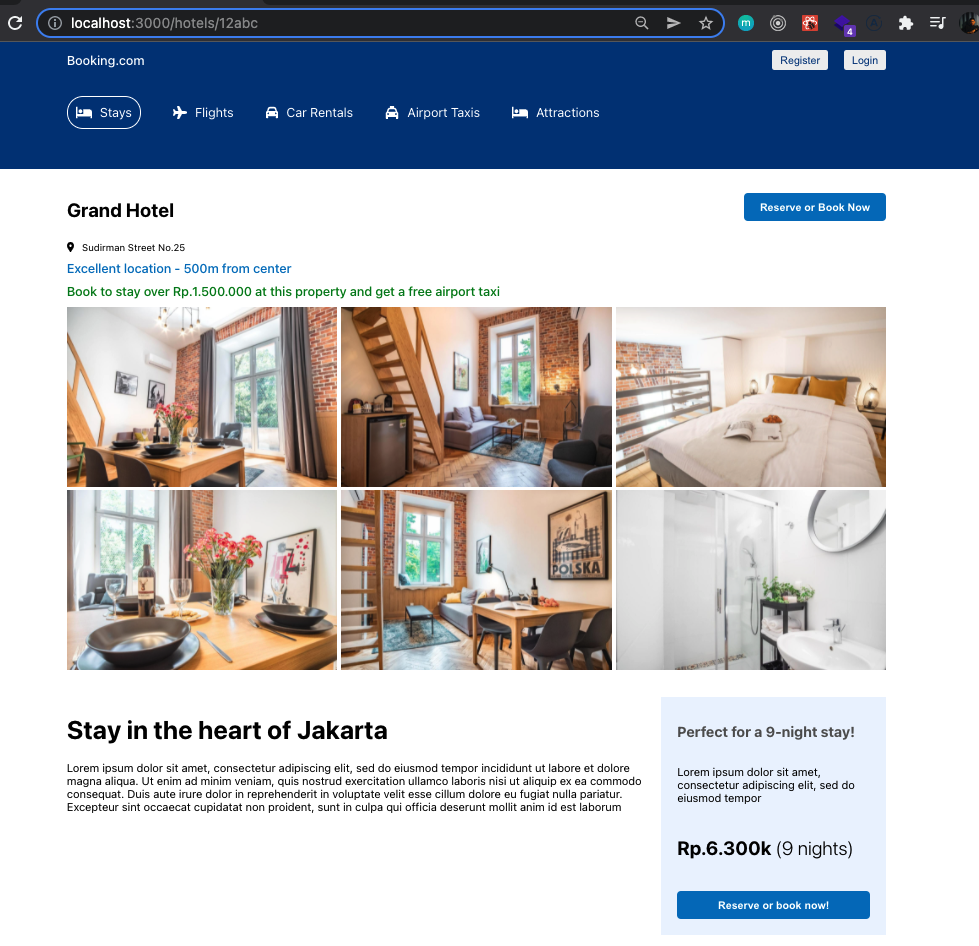 localhost:3000/hotels/12abc
m
4
Booking.com
Register
Login
Stays
Flights
Car Rentals
Airport Taxis
Attractions
Grand Hotel
Reserve or Book Now
Sudirman Street No.25
Excellent location - 500m from center
Book to stay over Rp.1.500.000 at this property and get a free airport taxi
POLSKA
Stay in the heart of Jakarta
Lorem ipsum dolor sit amet, consectetur adipiscing elit, sed do eiusmod tempor incididunt ut labore et dolore
magna aliqua. Ut enim ad minim veniam, quis nostrud exercitation ullamco laboris nisi ut aliquip ex ea commodo
consequat. Duis aute irure dolor in reprehenderit in voluptate velit esse cillum dolore eu fugiat nulla pariatur.
Excepteur sint occaecat cupidatat non proident, sunt in culpa qui officia deserunt mollit anim id est laborum
Perfect for a 9-night stay!
Lorem ipsum dolor sit amet,
consectetur adipiscing elit, sed do
eiusmod tempor
Rp.6.300k (9 nights)
Reserve or book now!